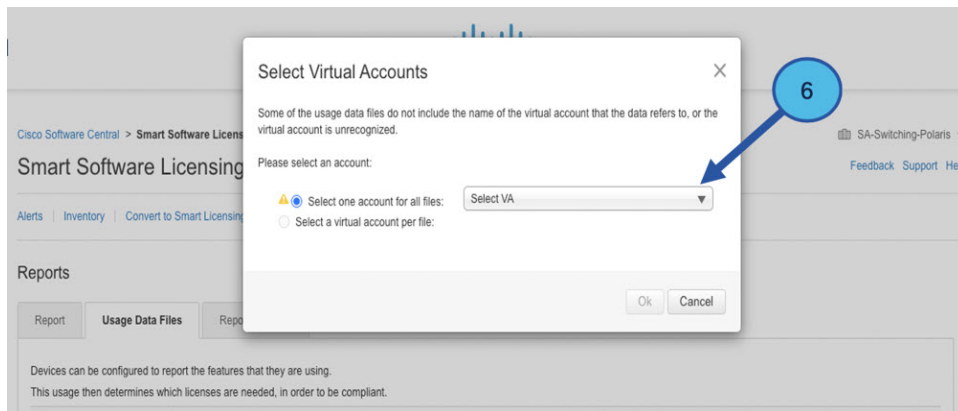 Select Virtual Accounts
6
Some of the usage data files do not include the name of the virtual account that the data refers to, or the
virtual account is unrecognized.
Cisco Software Central > Smart Software Licens
SA-Switching-Polaris
Please select an account:
Smart Software Licensing
Feedback Support He
Select one account for all files: Select VA
Alerts | Inventory | Convert to Smart Licensing
Select a virtual account per file:
Reports
Ok Cancel
Report Usage Data Files Repo
Devices can be configured to report the features that they are using.
This usage then determines which licenses are needed, in order to be compliant.